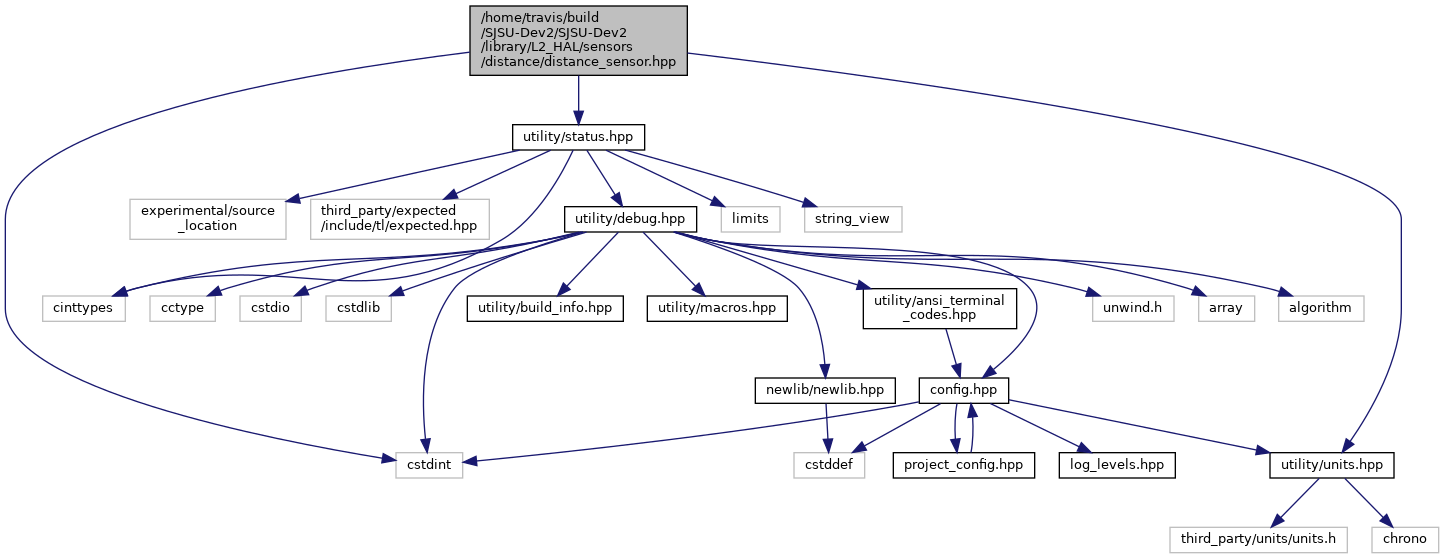 /home/travis/build
/SJSU-Dev2/SJSU-Dev2
/library/L2_HAL/sensors
/distance/distance_sensor.hpp
utility/status.hpp
experimental/source
_location
third_party/expected
/include/tl/expected.hpp
utility/debug.hpp
limits
string_view
cinttypes
cctype
cstdio
cstdlib
utility/build_info.hpp
utility/macros.hpp
utility/ansi_terminal
_codes.hpp
unwind.h
array
algorithm
newlib/newlib.hpp
config.hpp
cstdint
cstddef
project_config.hpp
log_levels.hpp
utility/units.hpp
third_party/units/units.h
chrono